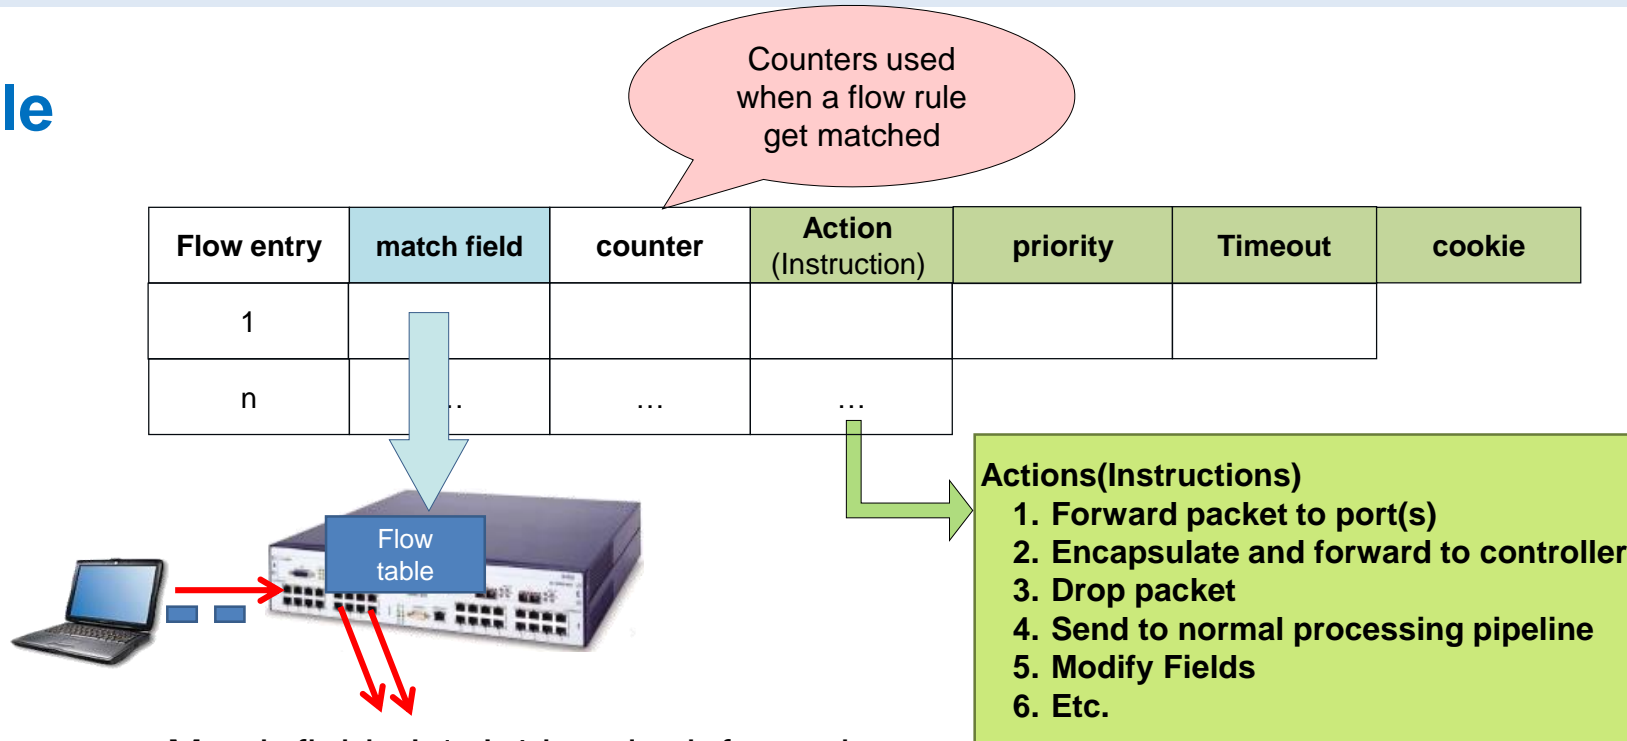 le
Counters used
when a flow rule
get matched
Flow entry match field counter Action (Instruction) priority Timeout cookie
1
n … … …
Flow
table
Actions(Instructions)
1. Forward packet to port(s)
2. Encapsulate and forward to controller
3. Drop packet
4. Send to normal processing pipeline
5. Modify Fields
6. Etc.